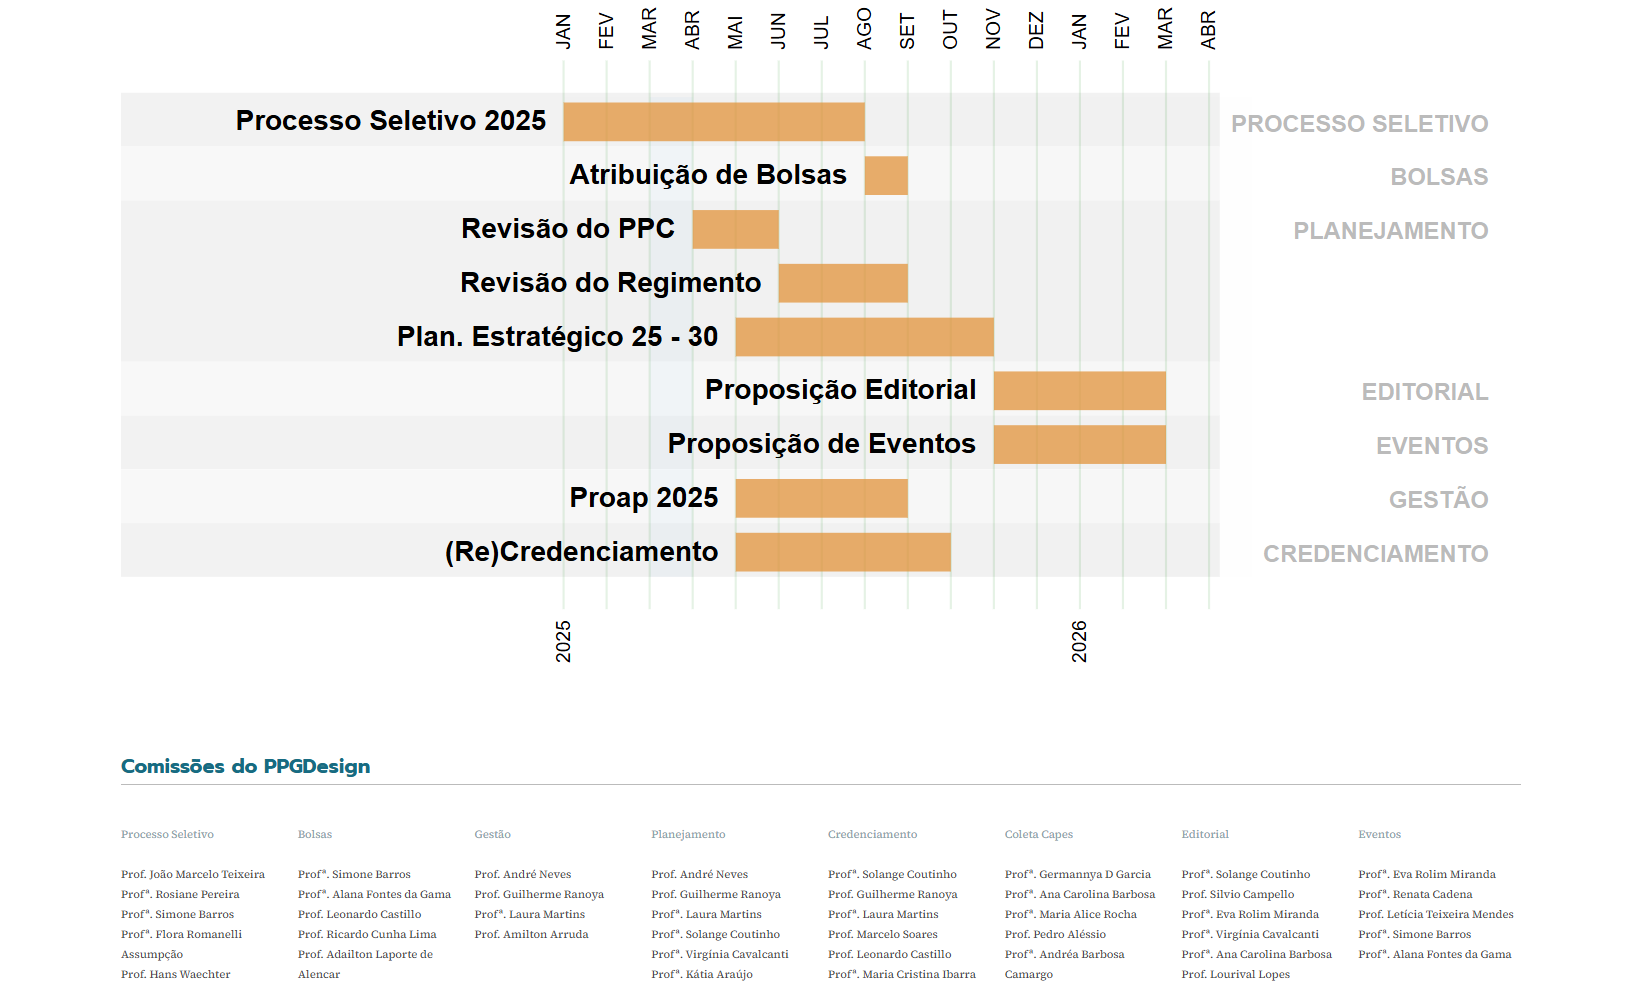 JAN FEV MAR ABR MAI JUN JUL AGO SET OUT NOV DEZ JAN FEV MAR ABR
Processo Seletivo 2025 PROCESSO SELETIVO
Atribuição de Bolsas BOLSAS
Revisão do PPC PLANEJAMENTO
Revisão do Regimento
Plan. Estratégico 25 - 30
Proposição Editorial EDITORIAL
Proposição de Eventos EVENTOS
Proap 2025 GESTÃO
(Re)Credenciamento CREDENCIAMENTO
2025 2026
Comissões do PPGDesign
Processo Seletivo
Prof. João Marcelo Teixeira
Profª. Rosiane Pereira
Profª. Simone Barros
Profª. Flora Romanelli
Assumpção
Prof. Hans Waechter
Bolsas
Profª. Simone Barros
Profª. Alana Fontes da Gama
Prof. Leonardo Castillo
Prof. Ricardo Cunha Lima
Prof. Adailton Laporte de
Alencar
Gestão
Prof. André Neves
Prof. Guilherme Ranoya
Profª. Laura Martins
Prof. Amilton Arruda
Planejamento
Prof. André Neves
Prof. Guilherme Ranoya
Profª. Laura Martins
Profª. Solange Coutinho
Profª. Virgínia Cavalcanti
Profª. Kátia Araújo
Credenciamento
Profª. Solange Coutinho
Prof. Guilherme Ranoya
Profª. Laura Martins
Prof. Marcelo Soares
Prof. Leonardo Castillo
Profª. Maria Cristina Ibarra
Coleta Capes
Profª. Germannya D Garcia
Profª. Ana Carolina Barbosa
Profª. Maria Alice Rocha
Prof. Pedro Aléssio
Profª. Andréa Barbosa
Camargo
Editorial
Profª. Solange Coutinho
Prof. Silvio Campello
Profª. Eva Rolim Miranda
Profª. Virgínia Cavalcanti
Profª. Ana Carolina Barbosa
Prof. Lourival Lopes
Eventos
Profª. Eva Rolim Miranda
Profª. Renata Cadena
Prof. Letícia Teixeira Mendes
Profª. Simone Barros
Profª. Alana Fontes da Gama